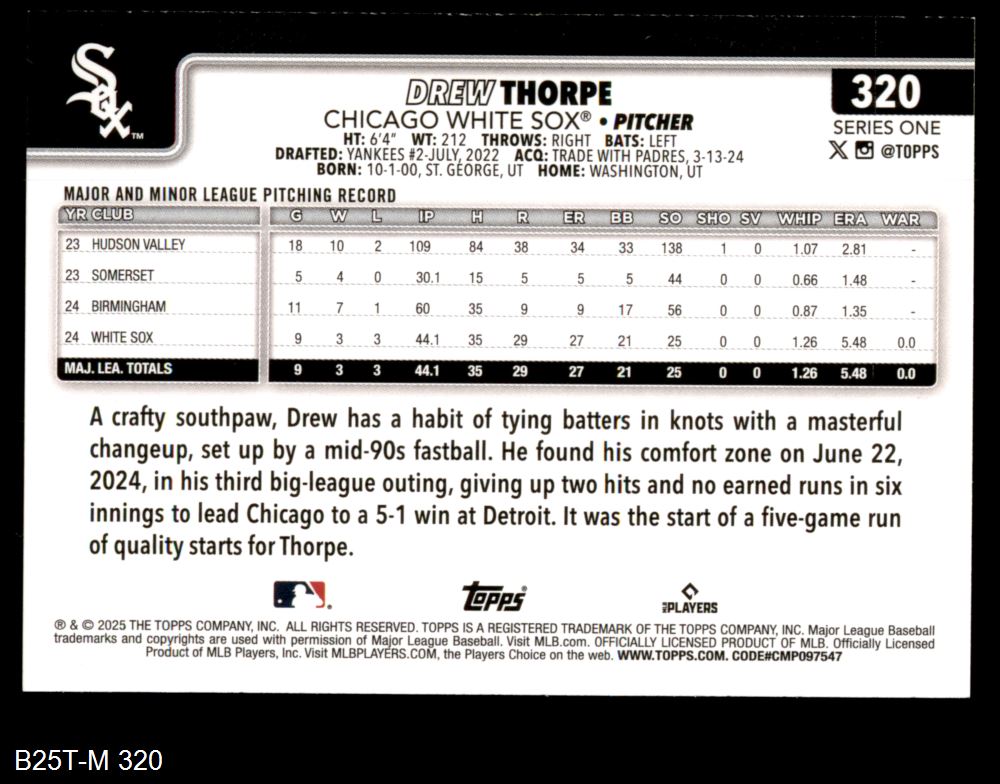 Sox
TM
DREW THORPE
320
CHICAGO WHITE SOX® • PITCHER
SERIES ONE
HT: 6'4" WT: 212 THROWS: RIGHT BATS: LEFT
@TOPPS
DRAFTED: YANKEES #2-JULY, 2022 ACQ: TRADE WITH PADRES, 3-13-24
BORN: 10-1-00, ST. GEORGE, UT HOME: WASHINGTON, UT
MAJOR AND MINOR LEAGUE PITCHING RECORD
YR CLUB G W L IP H R ER BB SO SHO SV WHIP ERA WAR
23 HUDSON VALLEY 18 10 2 109 84 38 34 33 138 1 0 1.07 2.81 -
23 SOMERSET 5 4 0 30.1 15 5 5 5 44 0 0 0.66 1.48 -
24 BIRMINGHAM 11 7 1 60 35 9 9 17 56 0 0 0.87 1.35 -
24 WHITE SOX 9 3 3 44.1 35 29 27 21 25 0 0 1.26 5.48 0.0
MAJ. LEA. TOTALS 9 3 3 44.1 35 29 27 21 25 0 0 1.26 5.48 0.0
A crafty southpaw, Drew has a habit of tying batters in knots with a masterful
changeup, set up by a mid-90s fastball. He found his comfort zone on June 22,
2024, in his third big-league outing, giving up two hits and no earned runs in six
innings to lead Chicago to a 5-1 win at Detroit. It was the start of a five-game run
of quality starts for Thorpe.
Topps®
MLB PLAYERS
® & © 2025 THE TOPPS COMPANY, INC. ALL RIGHTS RESERVED. TOPPS IS A REGISTERED TRADEMARK OF THE TOPPS COMPANY, INC. Major League Baseball
trademarks and copyrights are used with permission of Major League Baseball. Visit MLB.com. OFFICIALLY LICENSED PRODUCT OF MLB. Officially Licensed
Product of MLB Players, Inc. Visit MLBPLAYERS.COM, the Players Choice on the web. WWW.TOPPS.COM. CODE#CMP097547
B25T-M 320